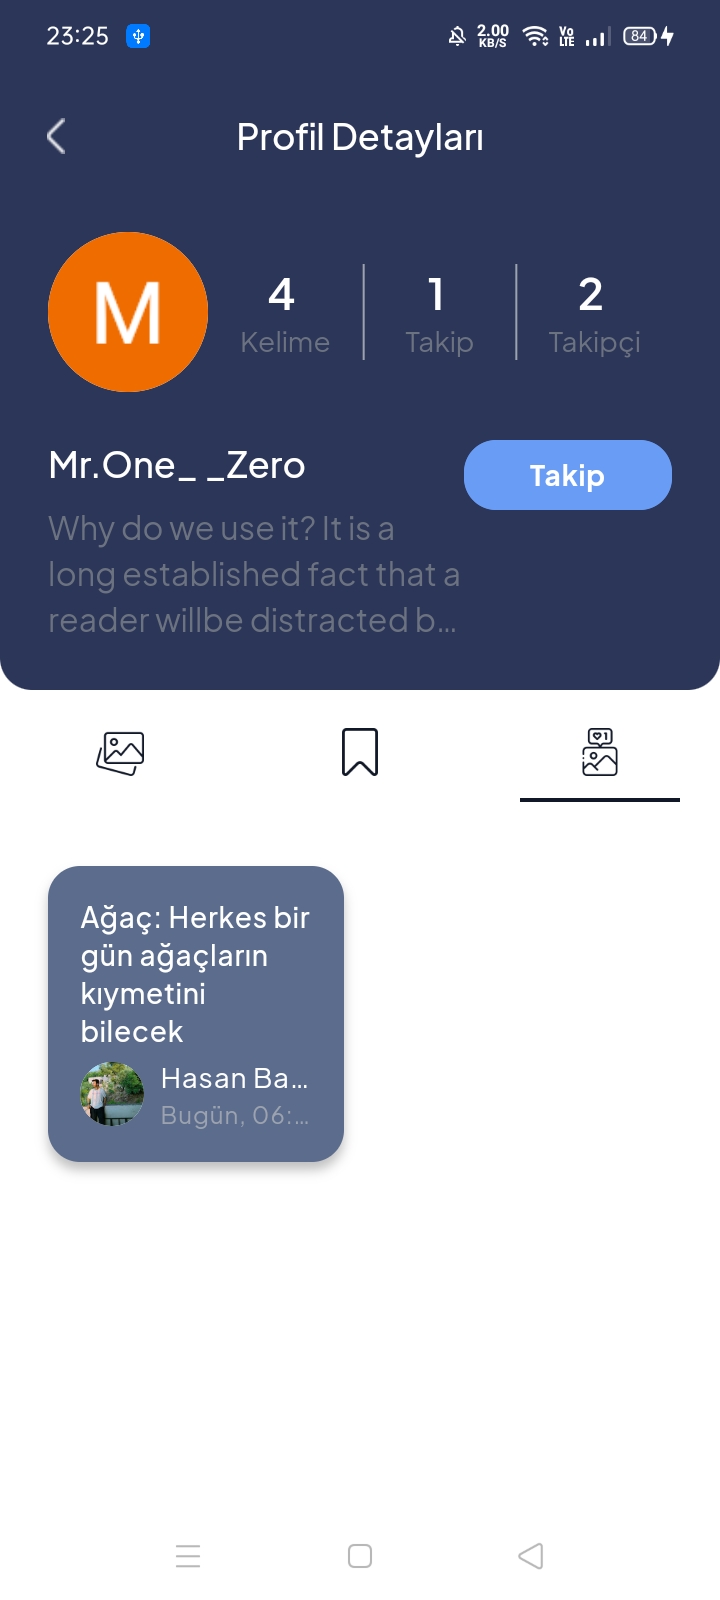 23:25
2.00
KB/S
Vo
LTE
84
Profil Detayları
M
4
1
2
Kelime
Takip
Takipçi
Mr.One_ _Zero
Takip
Why do we use it? It is a
long established fact that a
reader willbe distracted b...
1
Ağaç: Herkes bir
gün ağaçların
kıymetini
bilecek
Hasan Ba...
Bugün, 06:...